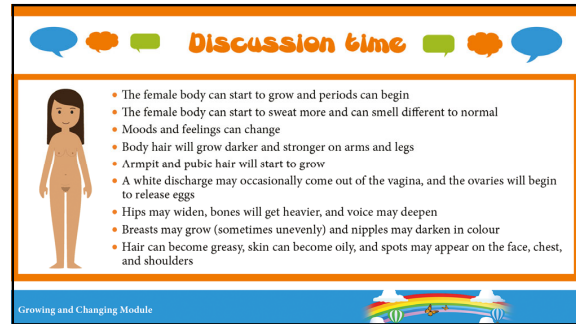 Discussion time
• The female body can start to grow and periods can begin
• The female body can start to sweat more and can smell different to normal
• Moods and feelings can change
• Body hair will grow darker and stronger on arms and legs
• Armpit and pubic hair will start to grow
• A white discharge may occasionally come out of the vagina, and the ovaries will begin
to release eggs
• Hips may widen, bones will get heavier, and voice may deepen
• Breasts may grow (sometimes unevenly) and nipples may darken in colour
• Hair can become greasy, skin can become oily, and spots may appear on the face, chest,
and shoulders
Growing and Changing Module